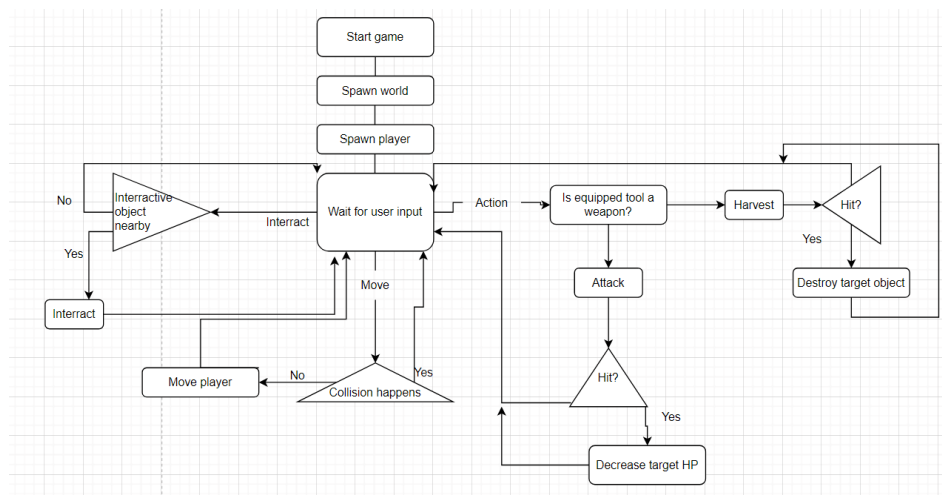 Start game
Spawn world
Spawn player
Wait for user input
Interract
Interractive
object
nearby
No
Yes
Interract
Move
Collision happens
No
Yes
Move player
Action
Is equipped tool a
weapon?
Harvest
Hit?
Yes
Destroy target object
Attack
Hit?
Yes
Decrease target HP